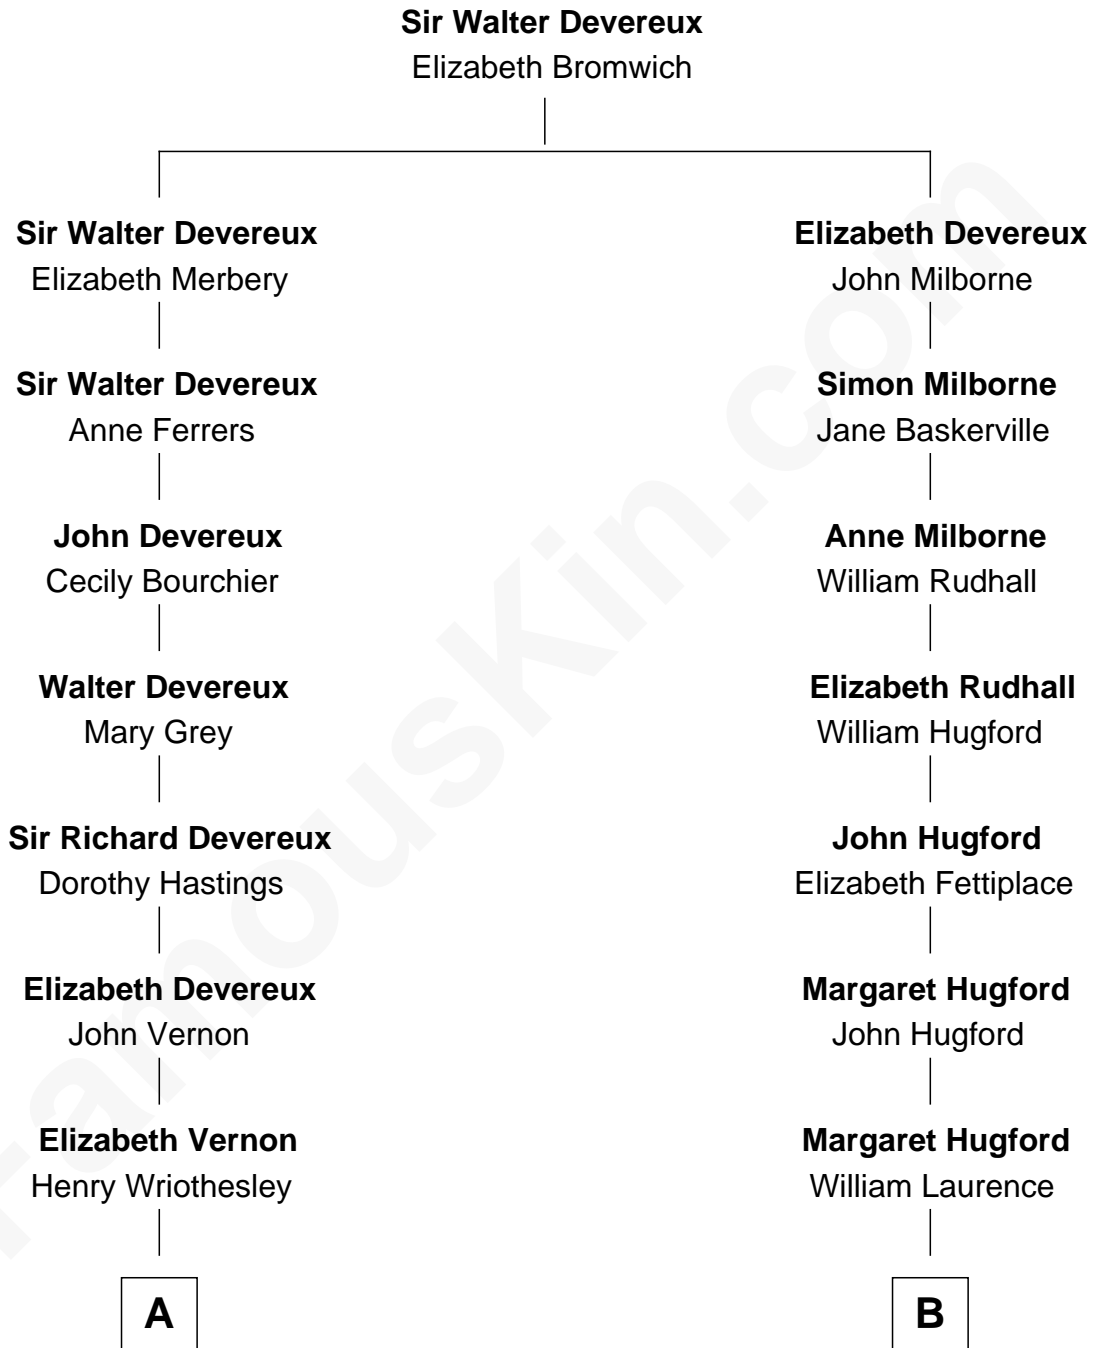 Sir Walter Devereux
Elizabeth Bromwich
Sir Walter Devereux
Elizabeth Merbery
Elizabeth Devereux
John Milborne
Sir Walter Devereux
Anne Ferrers
Simon Milborne
Jane Baskerville
John Devereux
Cecily Bourchier
Anne Milborne
William Rudhall
Walter Devereux
Mary Grey
Elizabeth Rudhall
William Hugford
Sir Richard Devereux
Dorothy Hastings
John Hugford
Elizabeth Fettiplace
Elizabeth Devereux
John Vernon
Margaret Hugford
John Hugford
Elizabeth Vernon
Henry Wriothesley
Margaret Hugford
William Laurence
A
B
FamousKin.com